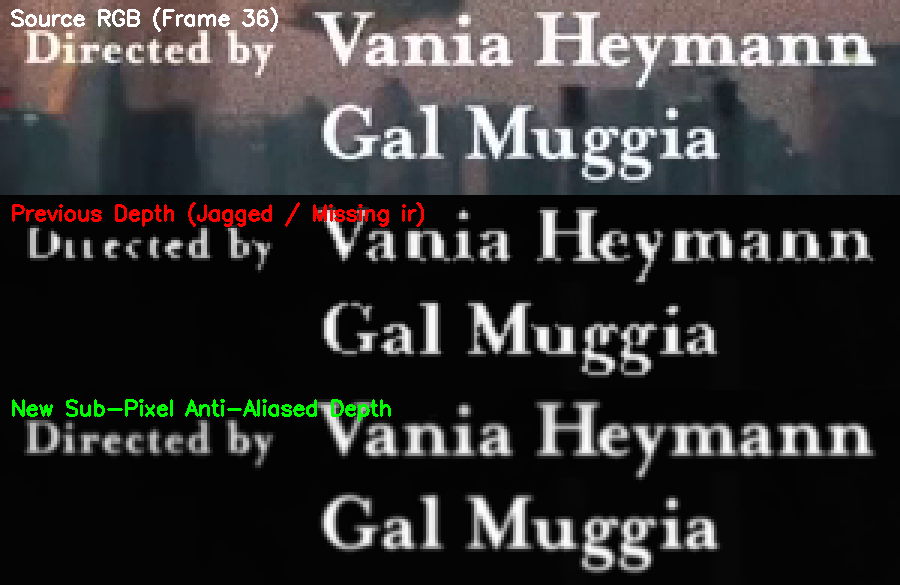 Source RGB (Frame 36)
Directed by Vania Heymann
Gal Muggia
Previous Depth (Jagged / Missing ir)
Directed by Vania Heymann
Gal Muggia
New Sub-Pixel Anti-Aliased Depth
Directed by Vania Heymann
Gal Muggia